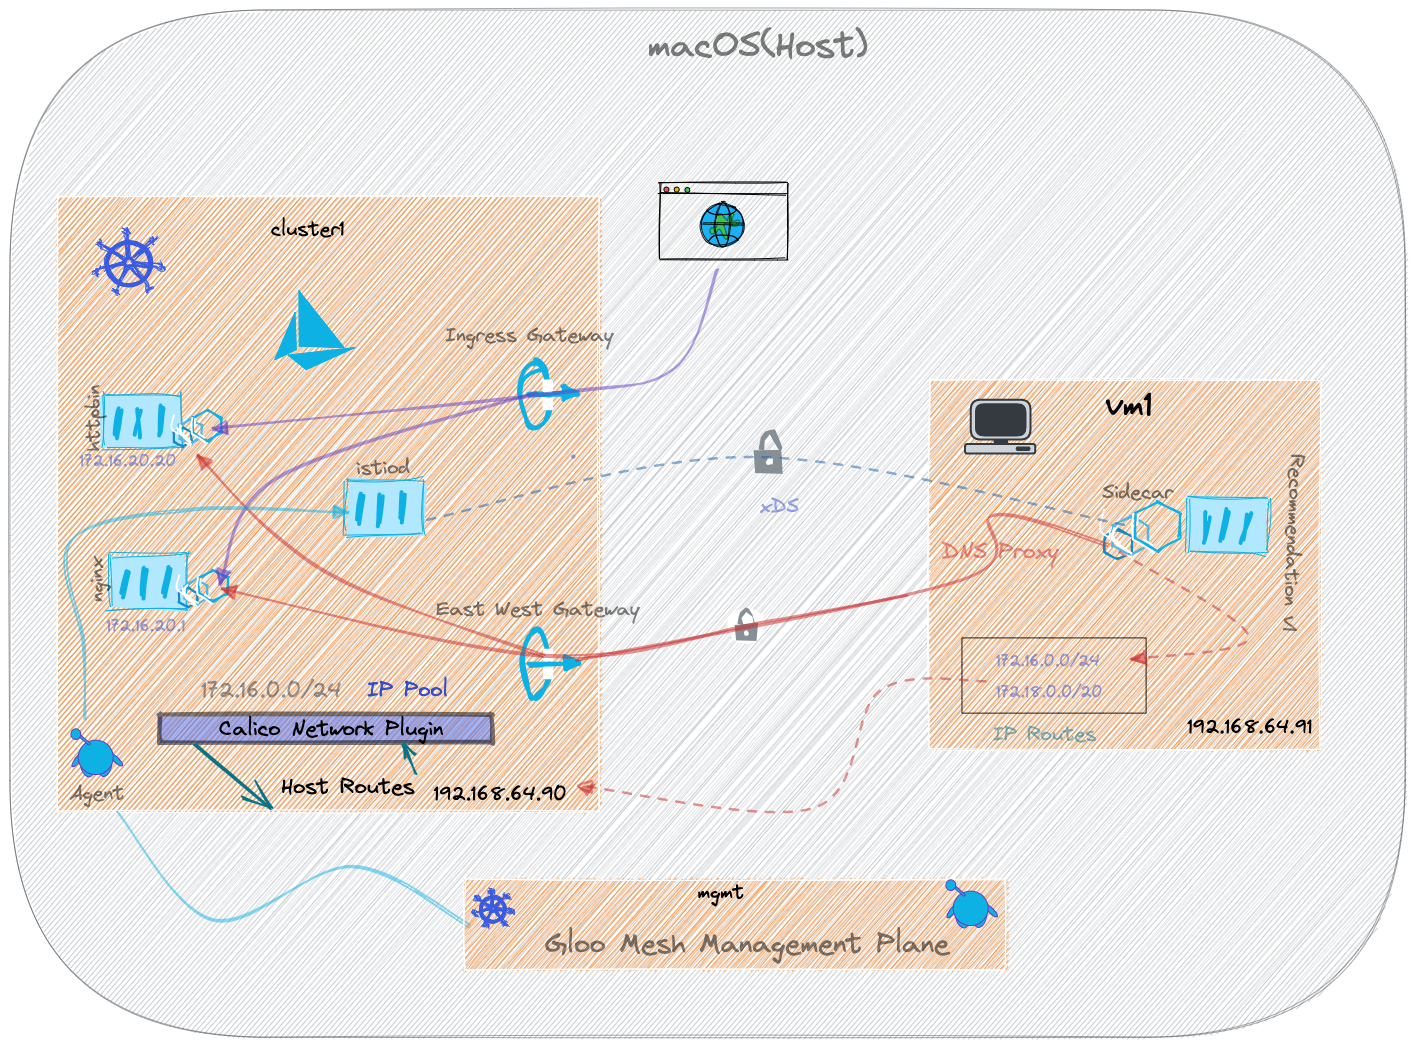 macOS(Host)
cluster1
Ingress Gateway
httpbin
172.16.20.20
istiod
nginx
172.16.20.1
East West Gateway
172.16.0.0/24 IP Pool
Calico Network Plugin
Host Routes
192.168.64.90
Agent
xDS
Vm1
Sidecar
Recommendation V1
DNS Proxy
172.16.0.0/24
172.18.0.0/20
IP Routes
192.168.64.91
mgmt
Gloo Mesh Management Plane